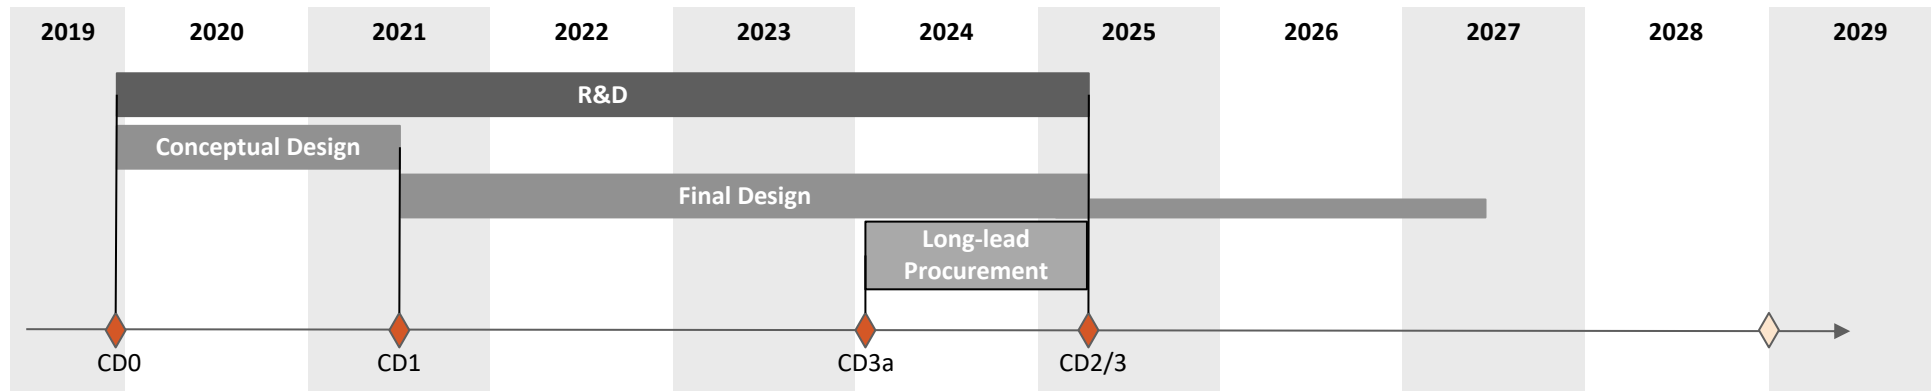 2019 2020 2021 2022 2023 2024 2025 2026 2027 2028 2029
R&D
Conceptual Design
Final Design
Long-lead
Procurement
CD0 CD1 CD3a CD2/3